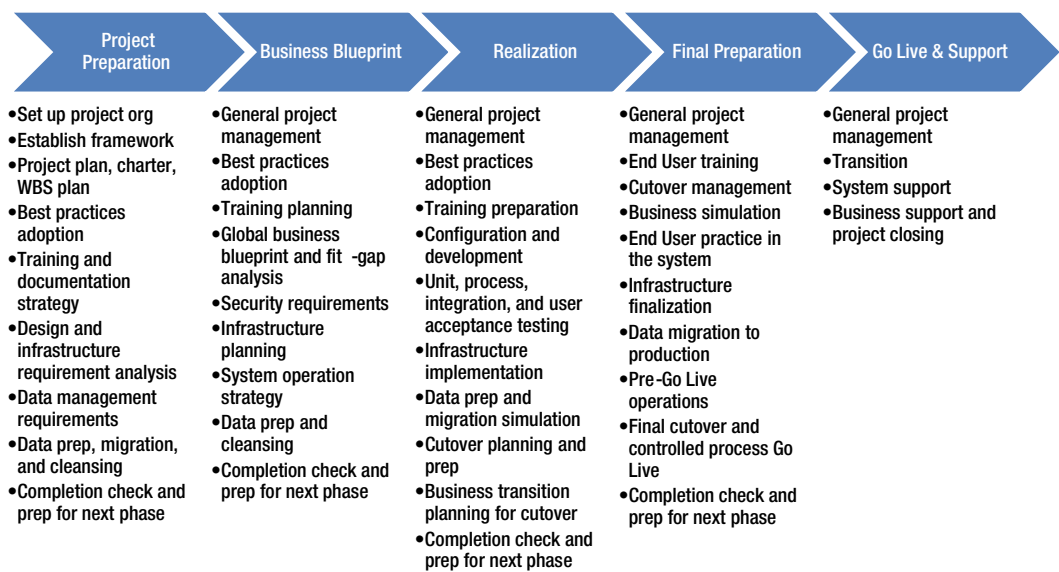 Project
Preparation
Business Blueprint
Realization
Final Preparation
Go Live & Support
•Set up project org
•Establish framework
•Project plan, charter,
WBS plan
•Best practices
adoption
•Training and
documentation
strategy
•Design and
infrastructure
requirement analysis
•Data management
requirements
•Data prep, migration,
and cleansing
•Completion check and
prep for next phase
•General project
management
•Best practices
adoption
•Training planning
•Global business
blueprint and fit -gap
analysis
•Security requirements
•Infrastructure
planning
•System operation
strategy
•Data prep and
cleansing
•Completion check and
prep for next phase
•General project
management
•Best practices
adoption
•Training preparation
•Configuration and
development
•Unit, process,
integration, and user
acceptance testing
•Infrastructure
implementation
•Data prep and
migration simulation
•Cutover planning and
prep
•Business transition
planning for cutover
•Completion check and
prep for next phase
•General project
management
•End User training
•Cutover management
•Business simulation
•End User practice in
the system
•Infrastructure
finalization
•Data migration to
production
•Pre-Go Live
operations
•Final cutover and
controlled process Go
Live
•Completion check and
prep for next phase
•General project
management
•Transition
•System support
•Business support and
project closing